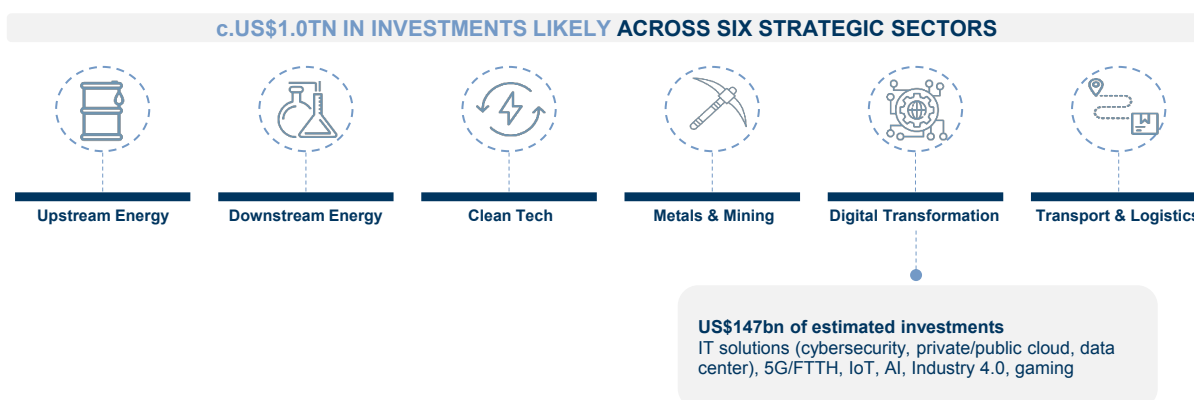 c.US$1.0TN IN INVESTMENTS LIKELY ACROSS SIX STRATEGIC SECTORS
Upstream Energy
Downstream Energy
Clean Tech
Metals & Mining
Digital Transformation
Transport & Logistics
US$147bn of estimated investments
IT solutions (cybersecurity, private/public cloud, data
center), 5G/FTTH, IoT, AI, Industry 4.0, gaming